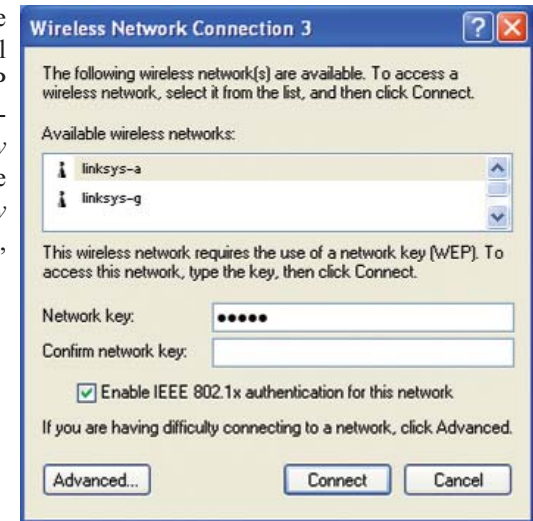 Wireless Network Connection 3
The following wireless network(s) are available. To access a
wireless network, select it from the list, and then click Connect.
Available wireless networks:
linksys-a
linksys-g
This wireless network requires the use of a network key (WEP). To
access this network, type the key, then click Connect.
Network key: •••••
Confirm network key:
Enable IEEE 802.1x authentication for this network
If you are having difficulty connecting to a network, click Advanced.
Advanced...
Connect
Cancel